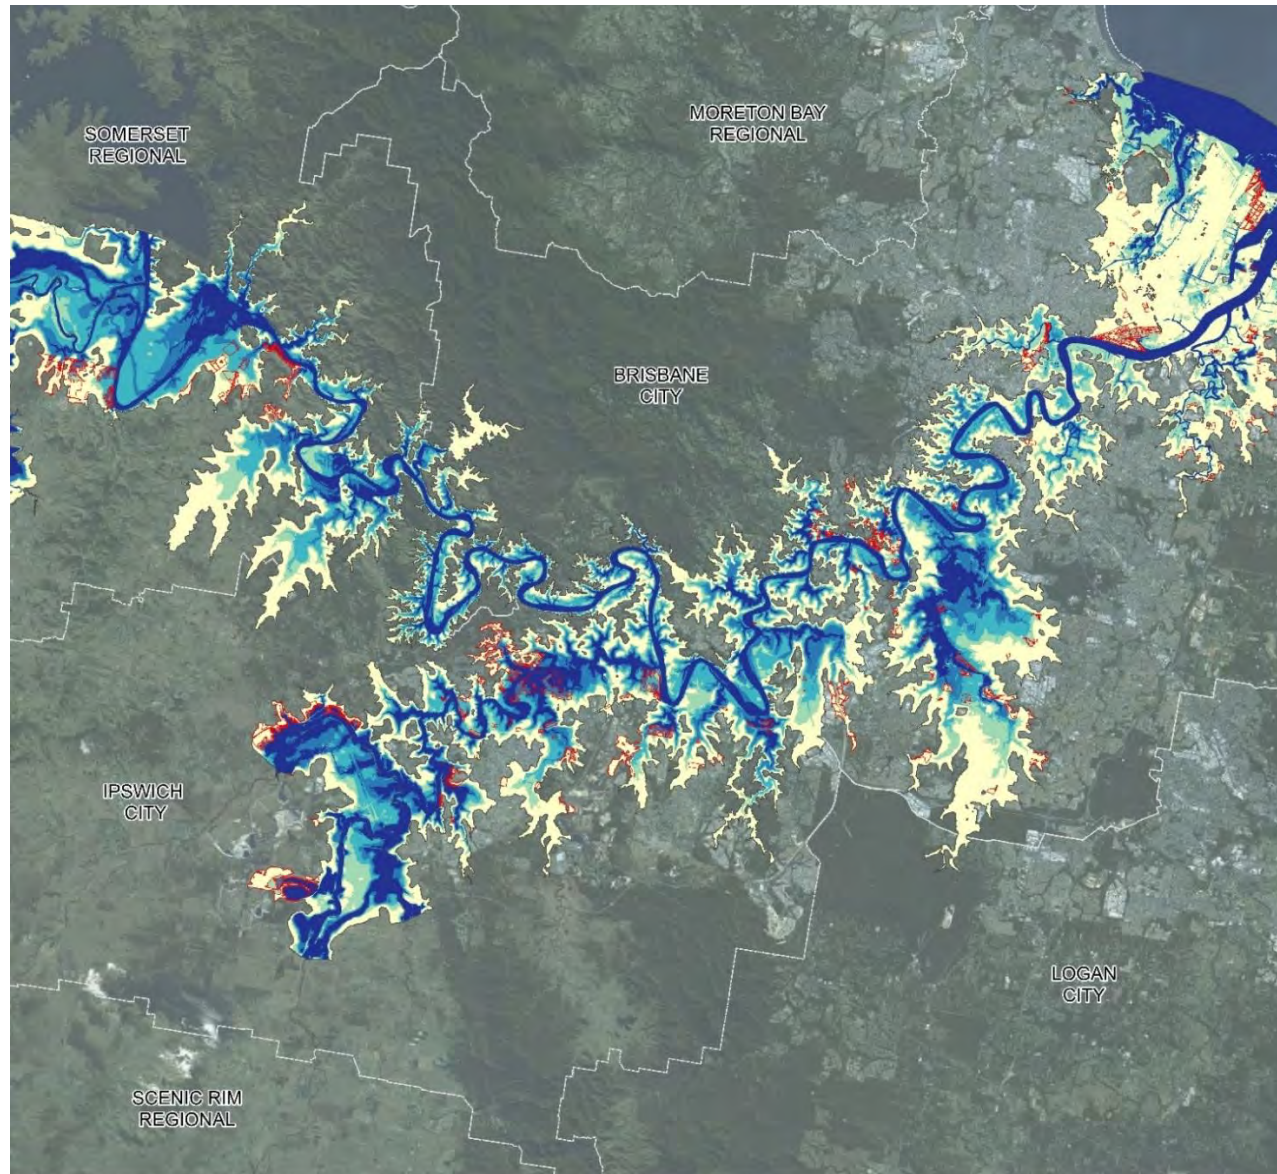 MORETON BAY
REGIONAL
SOMERSET
REGIONAL
BRISBANE
CITY
IPSWICH
CITY
LOGAN
CITY
SCENIC RIM
REGIONAL